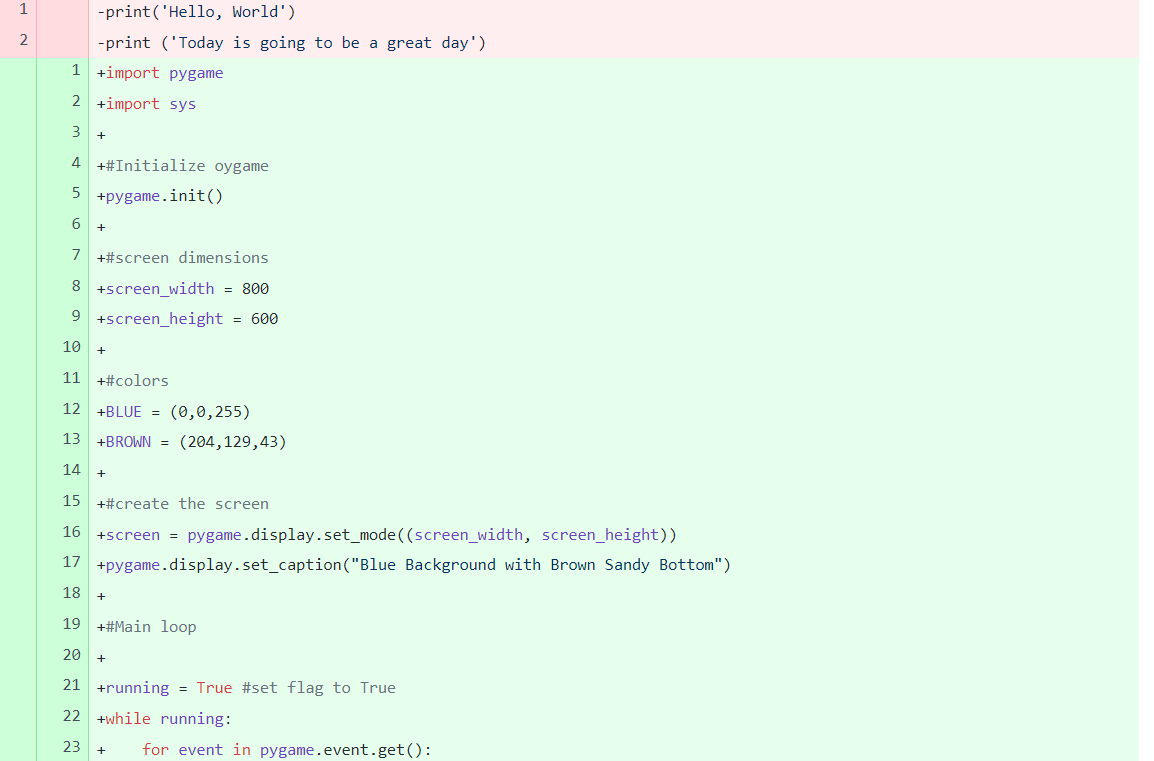 1 -print('Hello, World')
2 -print ('Today is going to be a great day')
1 +import pygame
2 +import sys
3 +
4 +#Initialize oygame
5 +pygame.init()
6 +
7 +#screen dimensions
8 +screen_width = 800
9 +screen_height = 600
10 +
11 +#colors
12 +BLUE = (0,0,255)
13 +BROWN = (204,129,43)
14 +
15 +#create the screen
16 +screen = pygame.display.set_mode((screen_width, screen_height))
17 +pygame.display.set_caption("Blue Background with Brown Sandy Bottom")
18 +
19 +#Main loop
20 +
21 +running = True #set flag to True
22 +while running:
23 +    for event in pygame.event.get():